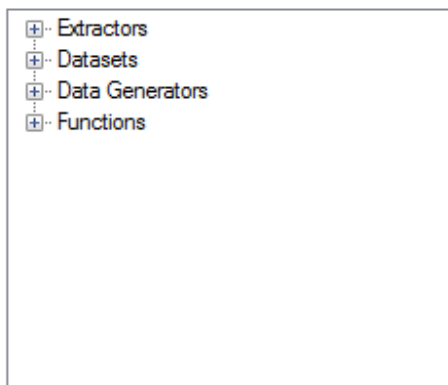 Extractors
Datasets
Data Generators
Functions